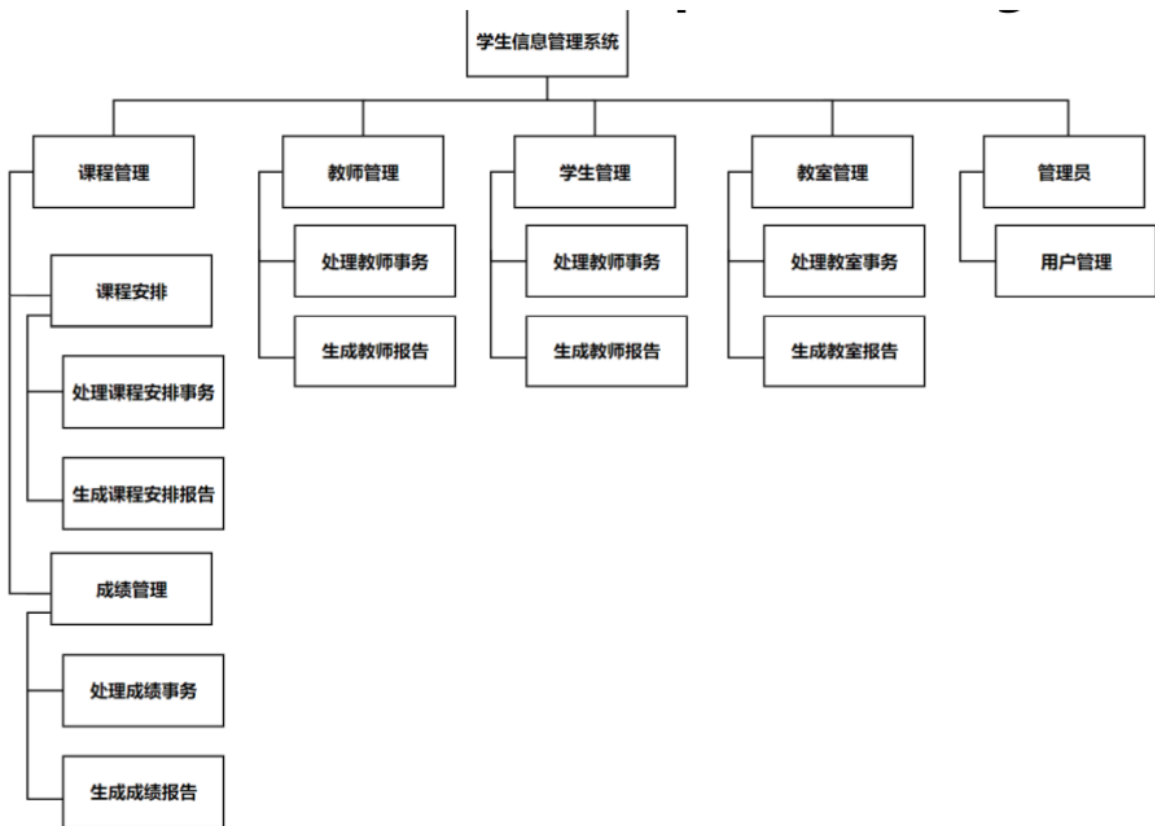 学生信息管理系统
课程管理
教师管理
学生管理
教室管理
管理员
课程安排
处理教师事务
处理教师事务
处理教室事务
用户管理
生成教师报告
生成教师报告
生成教室报告
处理课程安排事务
生成课程安排报告
成绩管理
处理成绩事务
生成成绩报告